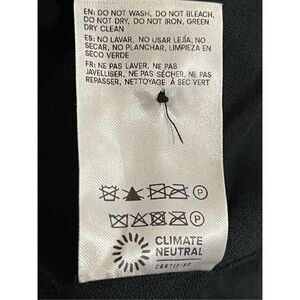 EN: DO NOT WASH, DO NOT BLEACH,
DO NOT DRY, DO NOT IRON, GREEN
DRY CLEAN
ES: NO LAVAR, NO USAR LEJÍA, NO
SECAR, NO PLANCHAR, LIMPIEZA EN
SECO VERDE
FR: NE PAS LAVER, NE PAS
JAVELLISER, NE PAS SÉCHER, NE PAS
REPASSER, NETTOYAGE À SEC VERT
P
P
CLIMATE
NEUTRAL
CERTIFIED